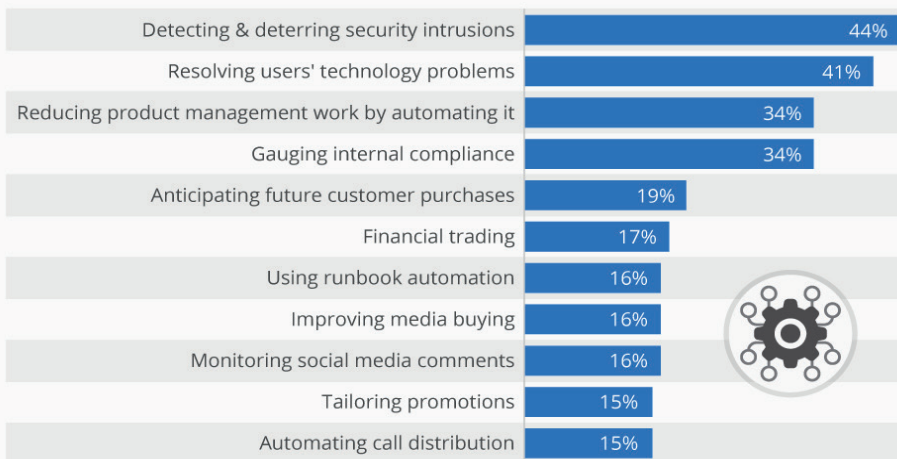 Detecting & deterring security intrusions 44%
Resolving users' technology problems 41%
Reducing product management work by automating it 34%
Gauging internal compliance 34%
Anticipating future customer purchases 19%
Financial trading 17%
Using runbook automation 16%
Improving media buying 16%
Monitoring social media comments 16%
Tailoring promotions 15%
Automating call distribution 15%